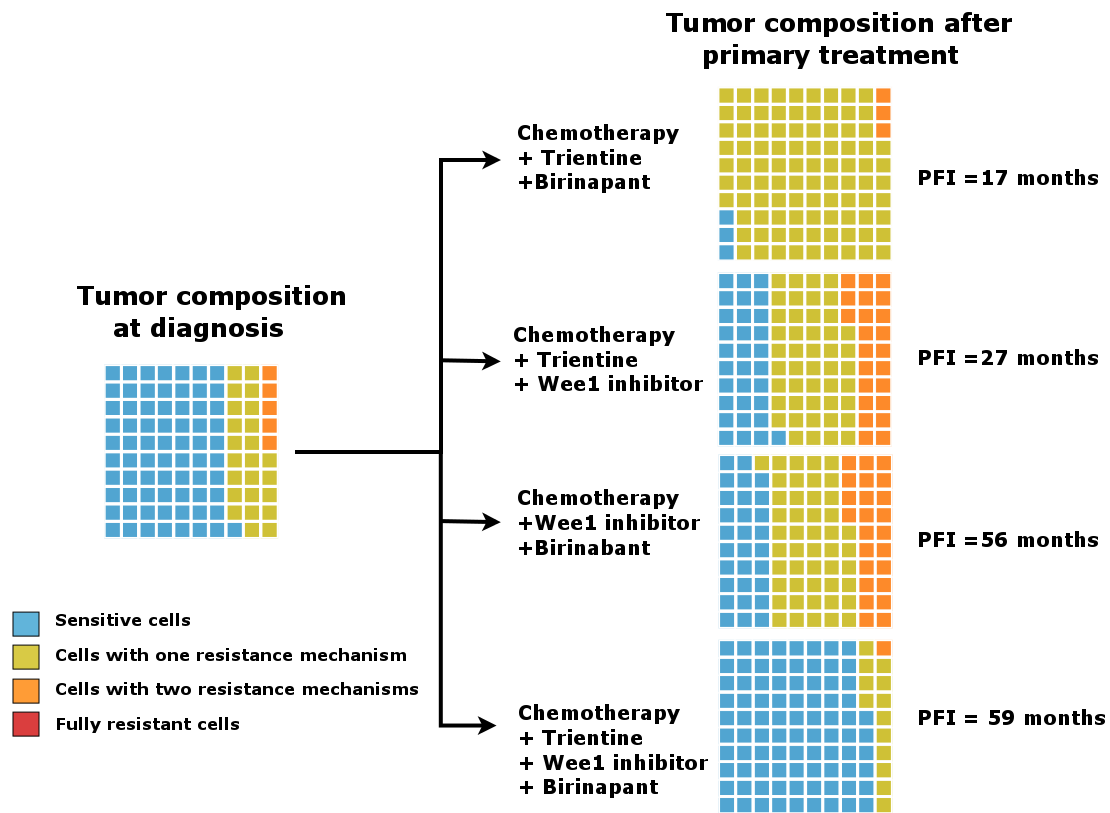 Tumor composition after
primary treatment
Chemotherapy
+ Trientine
+Birinapant
PFI =17 months
Tumor composition
at diagnosis
Chemotherapy
+ Trientine
+ Wee1 inhibitor
PFI =27 months
Chemotherapy
+Wee1 inhibitor
+Birinabant
PFI =56 months
Sensitive cells
Cells with one resistance mechanism
Cells with two resistance mechanisms
Fully resistant cells
Chemotherapy
+ Trientine
+ Wee1 inhibitor
+ Birinapant
PFI = 59 months